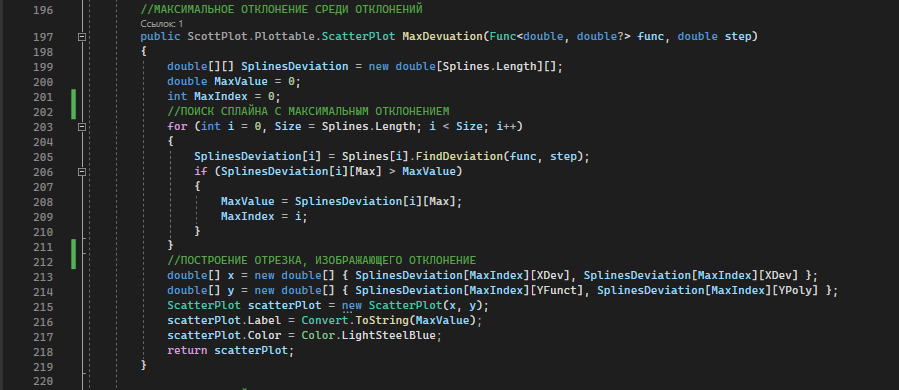 196 //МАКСИМАЛЬНОЕ ОТКЛОНЕНИЕ СРЕДИ ОТКЛОНЕНИЙ
Ссылок: 1
197 public ScottPlot.Plottable.ScatterPlot MaxDevuation(Func<double, double?> func, double step)
198 {
199 double[][] SplinesDeviation = new double[Splines.Length][];
200 double MaxValue = 0;
201 int MaxIndex = 0;
202 //ПОИСК СПЛАЙНА С МАКСИМАЛЬНЫМ ОТКЛОНЕНИЕМ
203 for (int i = 0, Size = Splines.Length; i < Size; i++)
204 {
205 SplinesDeviation[i] = Splines[i].FindDeviation(func, step);
206 if (SplinesDeviation[i][Max] > MaxValue)
207 {
208 MaxValue = SplinesDeviation[i][Max];
209 MaxIndex = i;
210 }
211 }
212 //ПОСТРОЕНИЕ ОТРЕЗКА, ИЗОБРАЖАЮЩЕГО ОТКЛОНЕНИЕ
213 double[] x = new double[] { SplinesDeviation[MaxIndex][XDev], SplinesDeviation[MaxIndex][XDev] };
214 double[] y = new double[] { SplinesDeviation[MaxIndex][YFunct], SplinesDeviation[MaxIndex][YPoly] };
215 ScatterPlot scatterPlot = new ScatterPlot(x, y);
216 scatterPlot.Label = Convert.ToString(MaxValue);
217 scatterPlot.Color = Color.LightSteelBlue;
218 return scatterPlot;
219 }
220